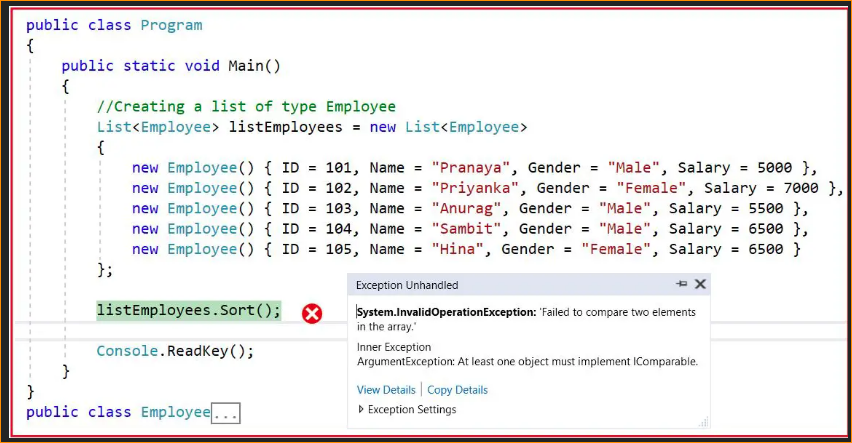 public class Program
{
public static void Main()
{
//Creating a list of type Employee
List<Employee> listEmployees = new List<Employee>
{
new Employee() { ID = 101, Name = "Pranaya", Gender = "Male", Salary = 5000 },
new Employee() { ID = 102, Name = "Priyanka", Gender = "Female", Salary = 7000 },
new Employee() { ID = 103, Name = "Anurag", Gender = "Male", Salary = 5500 },
new Employee() { ID = 104, Name = "Sambit", Gender = "Male", Salary = 6500 },
new Employee() { ID = 105, Name = "Hina", Gender = "Female", Salary = 6500 }
};
listEmployees.Sort();
Exception Unhandled
System.InvalidOperationException: 'Failed to compare two elements
in the array.'
Inner Exception
ArgumentException: At least one object must implement IComparable.
View Details | Copy Details
Exception Settings
Console.ReadKey();
}
}
public class Employee...